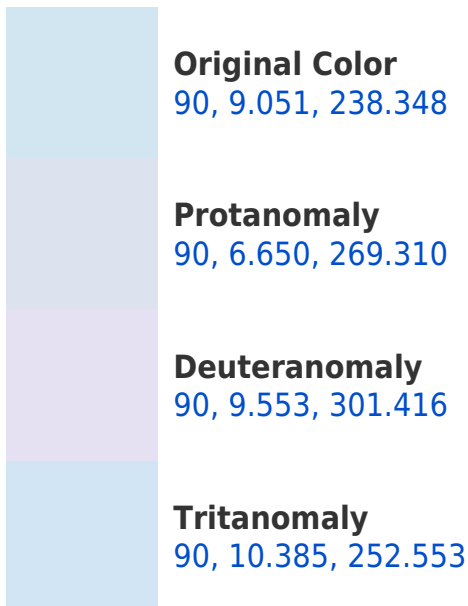 Original Color
90, 9.051, 238.348
Protanomaly
90, 6.650, 269.310
Deuteranomaly
90, 9.553, 301.416
Tritanomaly
90, 10.385, 252.553